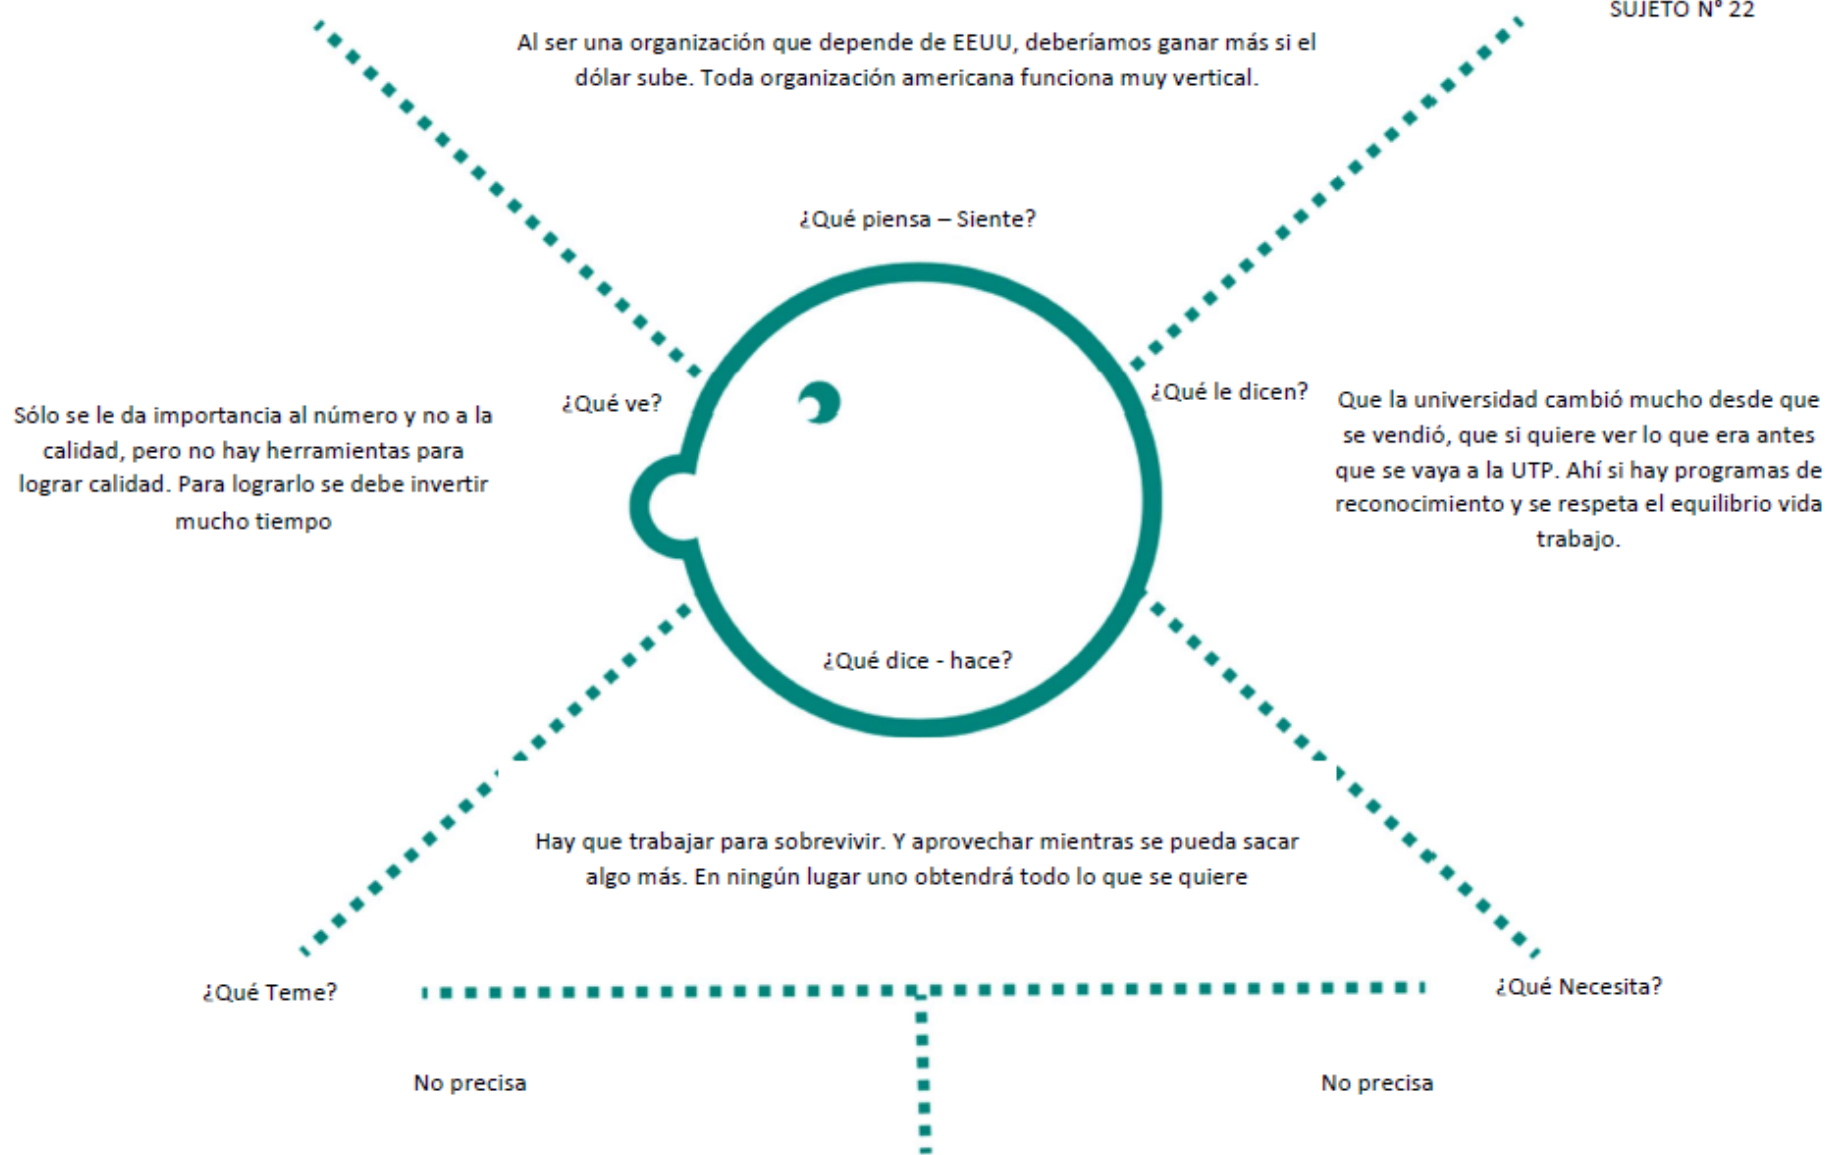 SUJETO N° 22
Al ser una organización que depende de EEUU, deberíamos ganar más si el
dólar sube. Toda organización americana funciona muy vertical.
¿Qué piensa – Siente?
¿Qué ve?
Sólo se le da importancia al número y no a la
calidad, pero no hay herramientas para
lograr calidad. Para lograrlo se debe invertir
mucho tiempo
¿Qué le dicen?
Que la universidad cambió mucho desde que
se vendió, que si quiere ver lo que era antes
que se vaya a la UTP. Ahí si hay programas de
reconocimiento y se respeta el equilibrio vida
trabajo.
¿Qué dice - hace?
Hay que trabajar para sobrevivir. Y aprovechar mientras se pueda sacar
algo más. En ningún lugar uno obtendrá todo lo que se quiere
¿Qué Teme?
¿Qué Necesita?
No precisa
No precisa